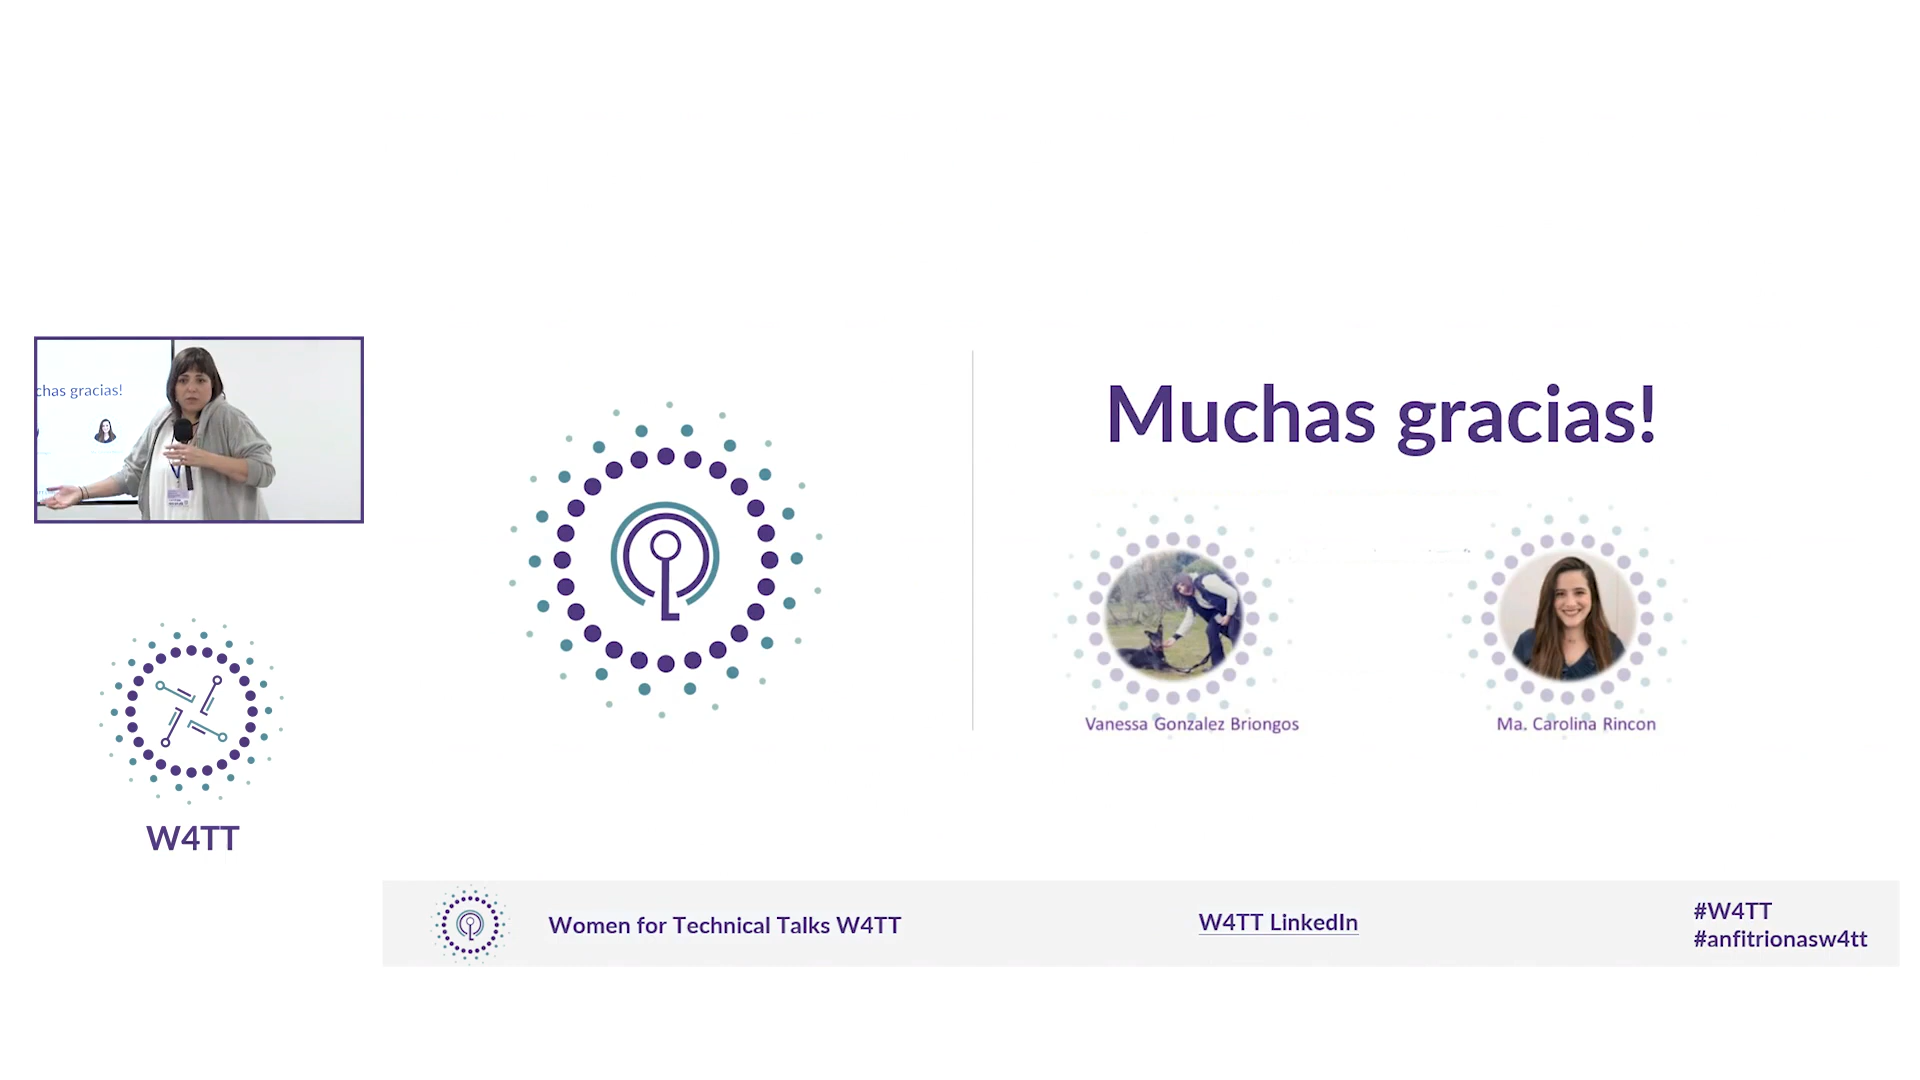 chas gracias!
W4TT
Muchas gracias!
Vanessa Gonzalez Briongos
Ma. Carolina Rincon
Women for Technical Talks W4TT
W4TT LinkedIn
#W4TT
#anfitrionasw4tt